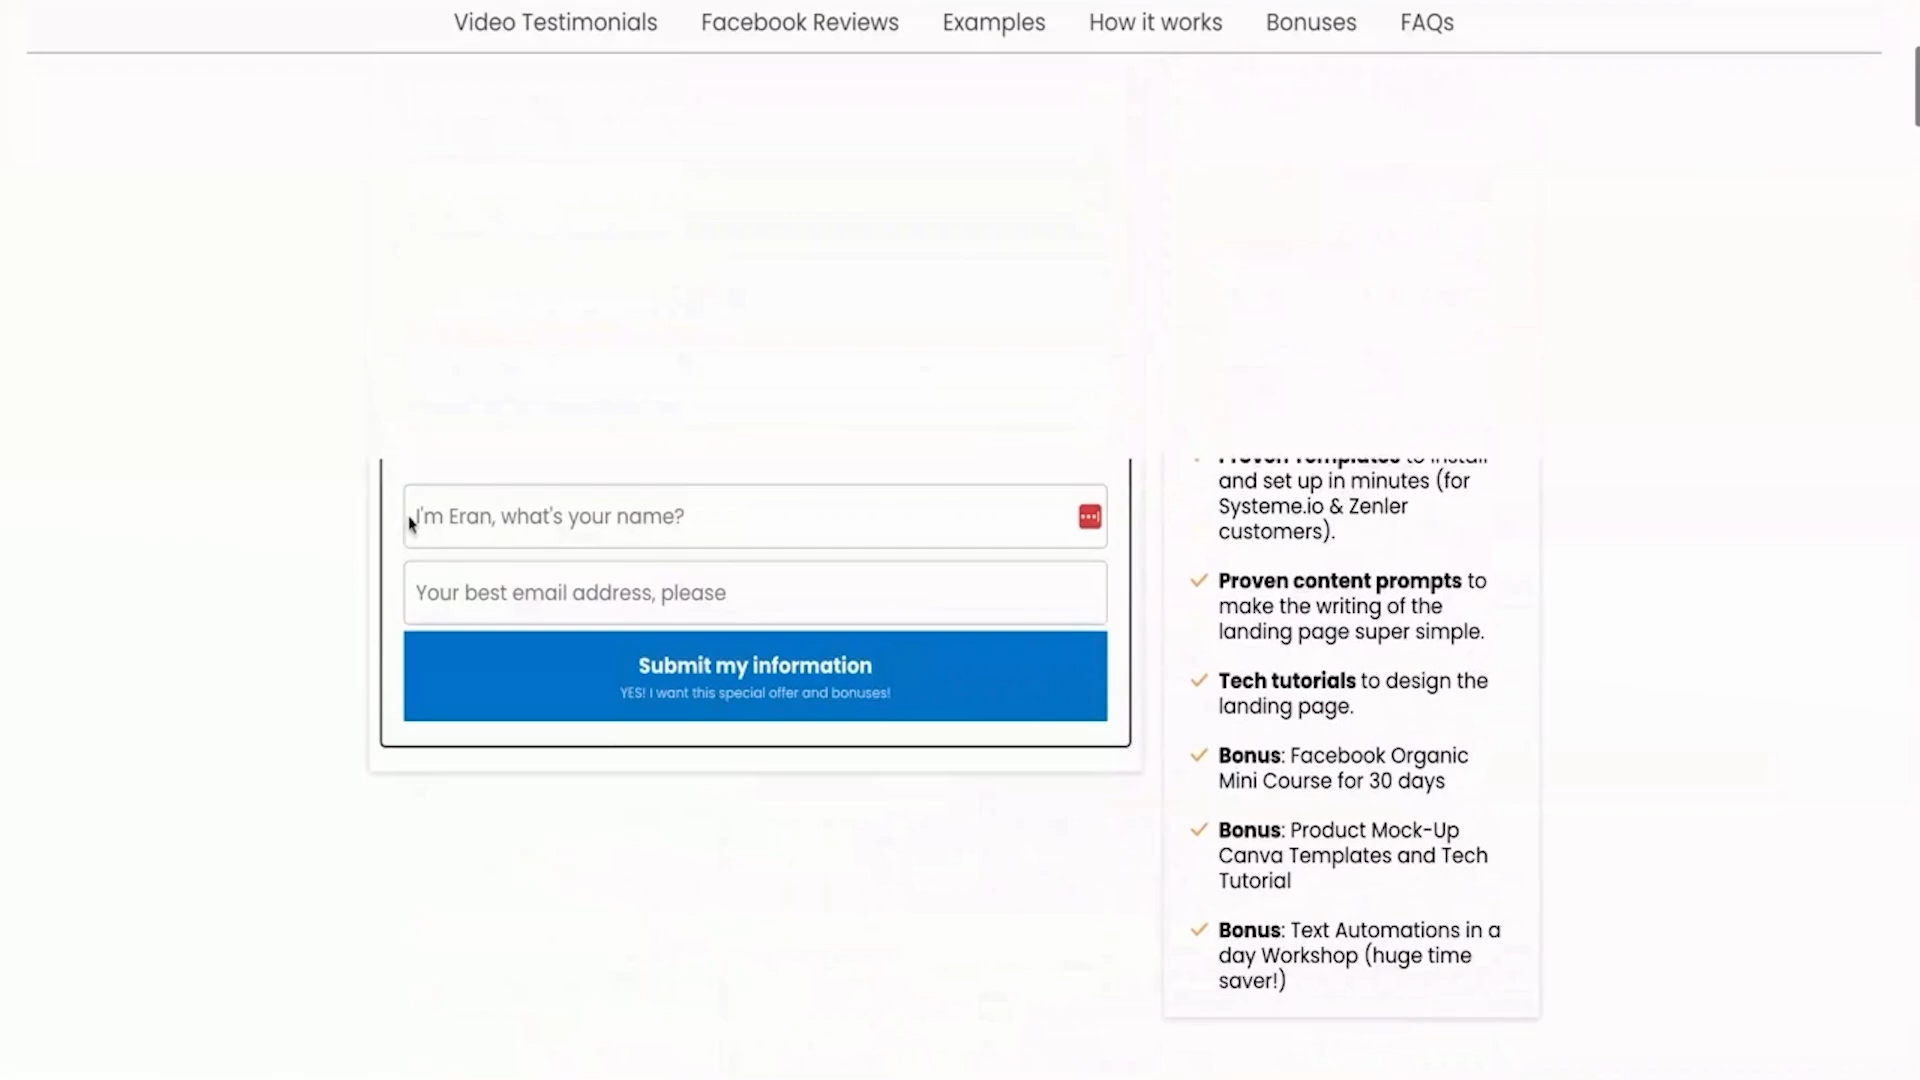 Video Testimonials Facebook Reviews Examples How it works Bonuses FAQs
I'm Eran, what's your name?
Your best email address, please
Submit my information
YES! I want this special offer and bonuses!
Proven Templates to install
and set up in minutes (for
Systeme.io & Zenler
customers).
Proven content prompts to
make the writing of the
landing page super simple.
Tech tutorials to design the
landing page.
Bonus: Facebook Organic
Mini Course for 30 days
Bonus: Product Mock-Up
Canva Templates and Tech
Tutorial
Bonus: Text Automations in a
day Workshop (huge time
saver!)